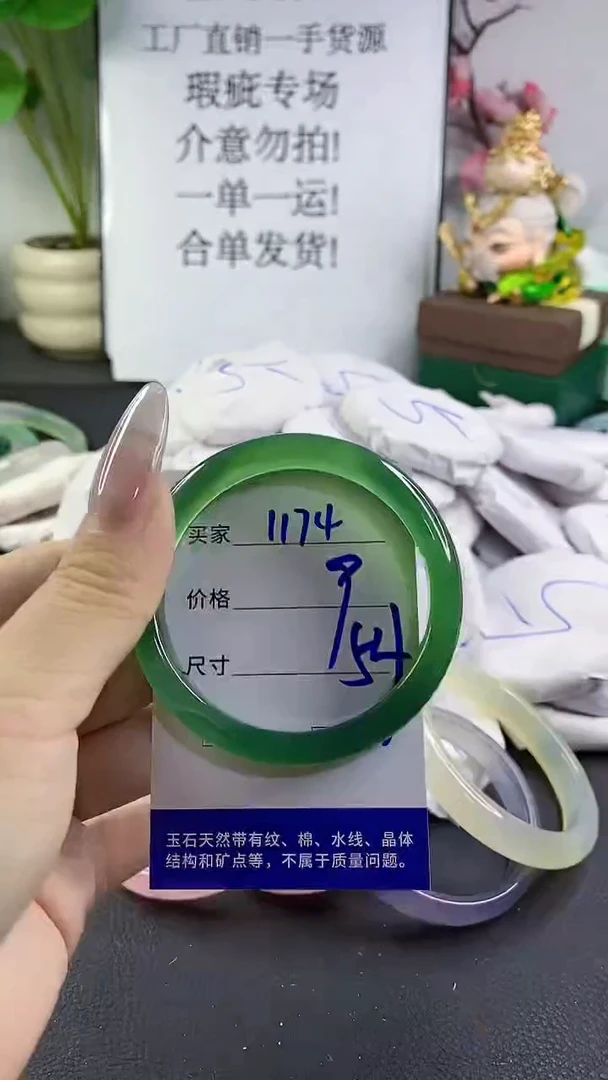 工厂直销一手货源
瑕疵专场
介意勿拍!
一单一运!
合单发货!
买家 1174
价格
尺寸 54
玉石天然带有纹、棉、水线、晶体
结构和矿点等，不属于质量问题。